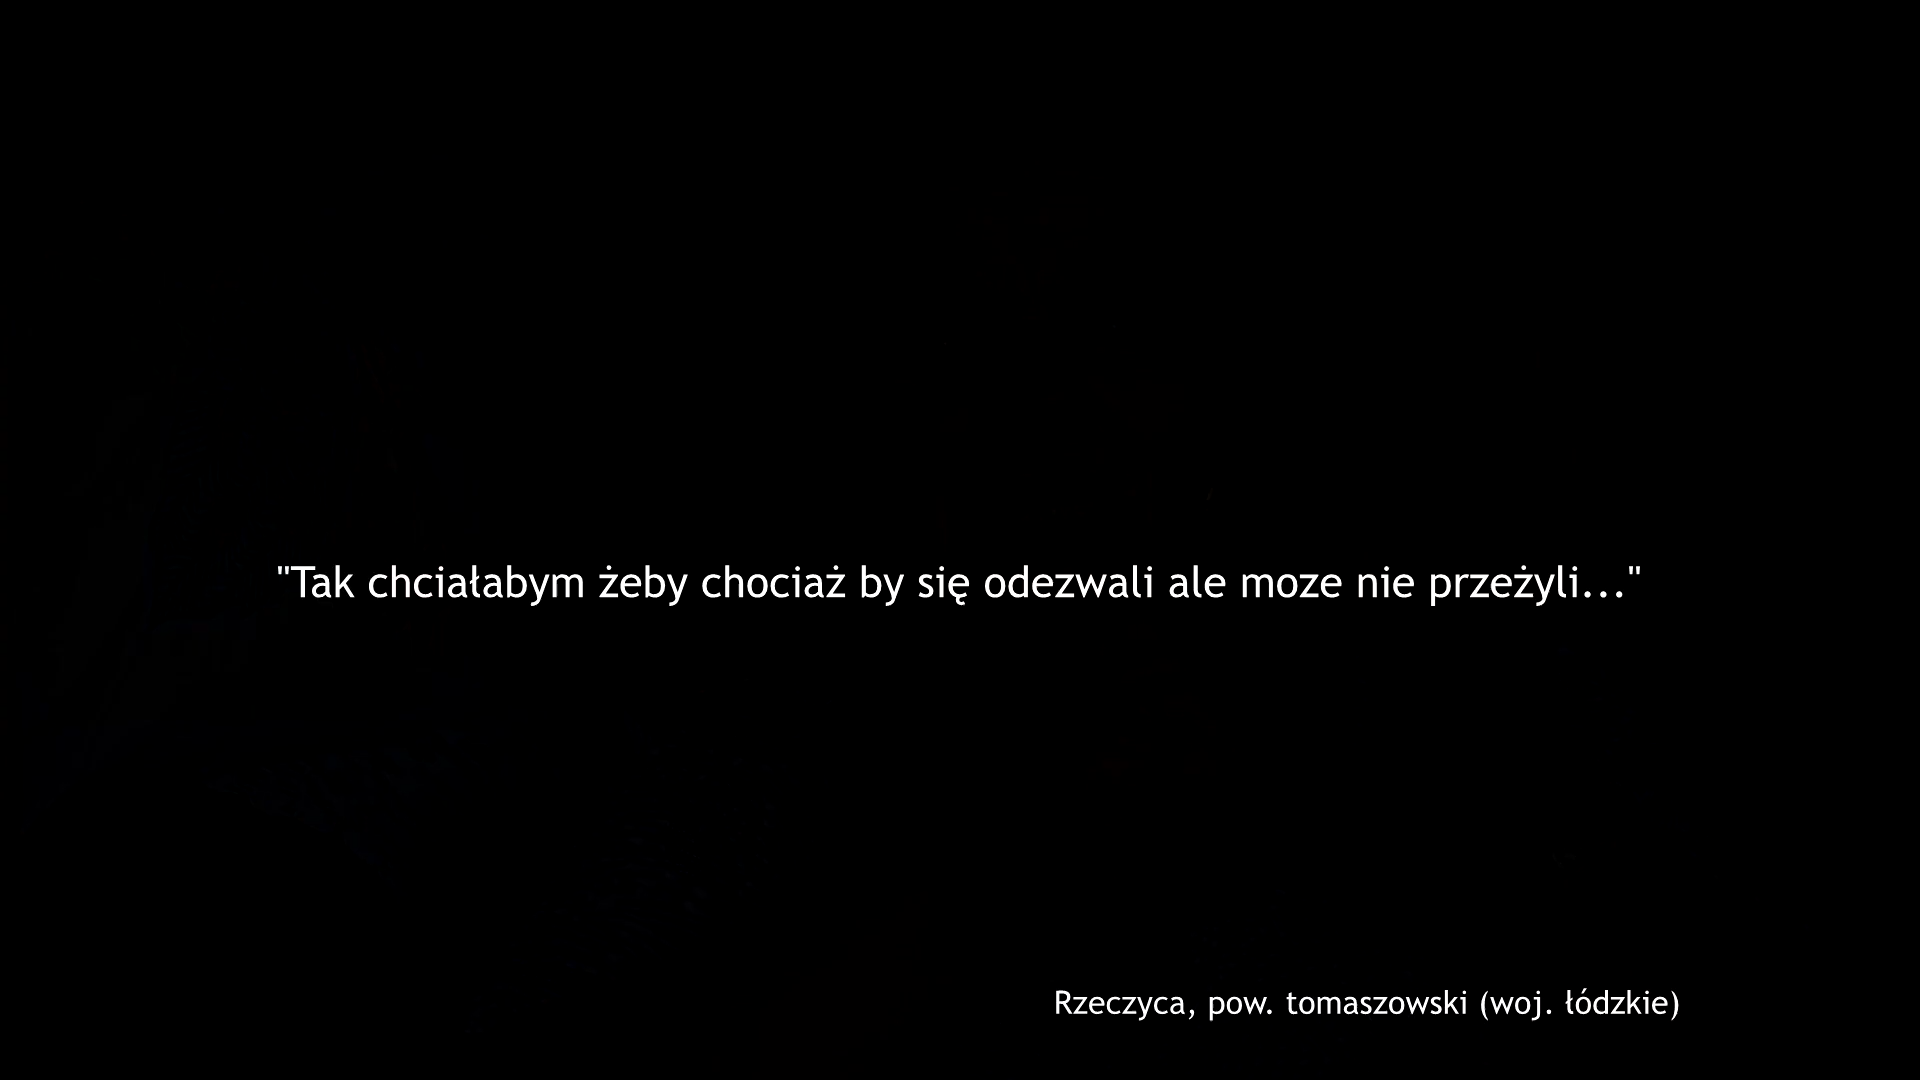 "Tak chciałabym żeby chociaż by się odezwali ale moze nie przeżyli..."
Rzeczyca, pow. tomaszowski (woj. łódzkie)